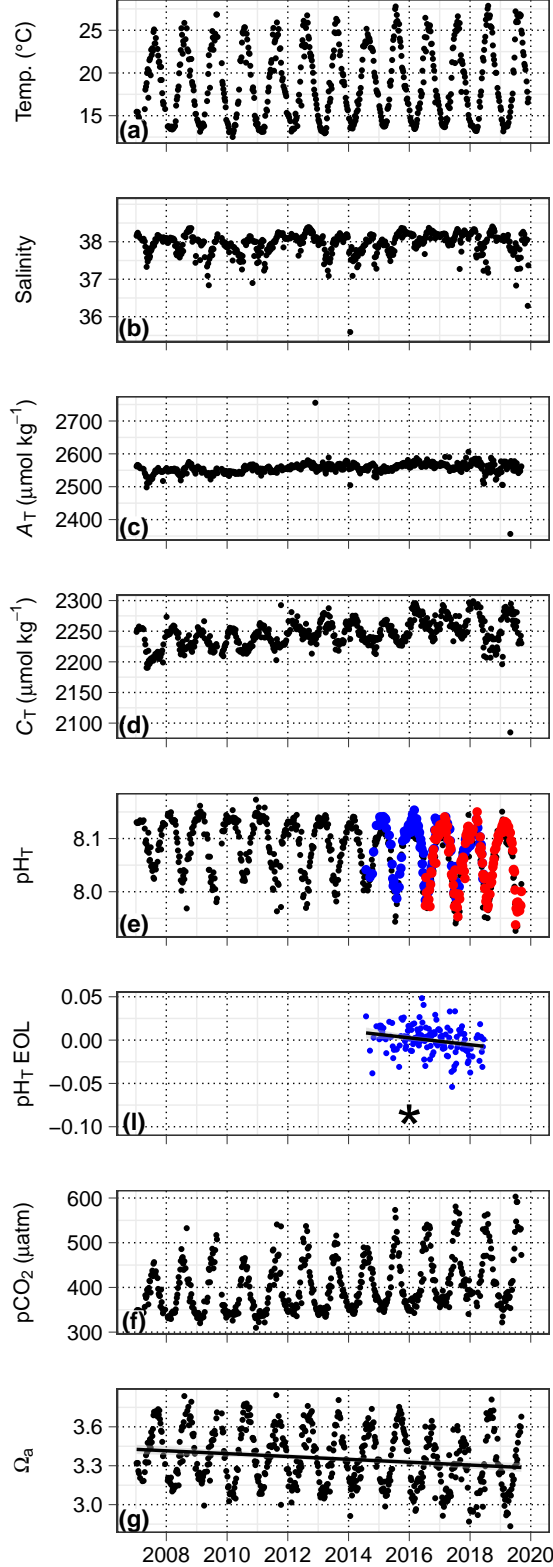 Temp. (°C)
25
20
15
(a)
Salinity
38
37
36
(b)
A_T (µmol kg⁻¹)
2700
2600
2500
2400
(c)
C_T (µmol kg⁻¹)
2300
2250
2200
2150
2100
(d)
pH_T
8.1
8.0
(e)
pH_T EOL
0.05
0.00
−0.05
−0.10
(l)
*
pCO₂ (µatm)
600
500
400
300
(f)
Ωₐ
3.6
3.3
3.0
(g)
2008 2010 2012 2014 2016 2018 2020